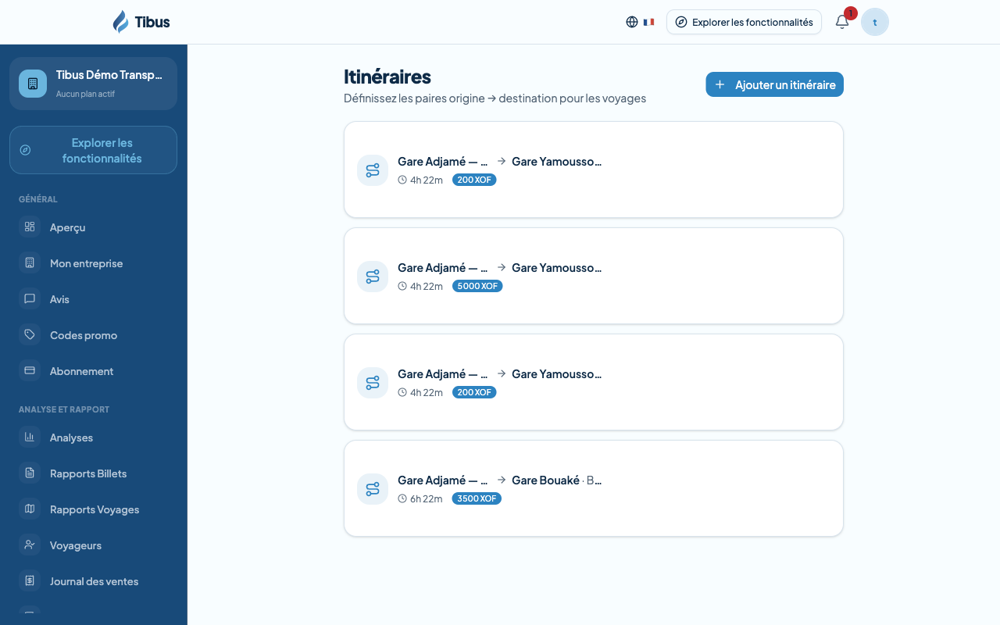 Tibus
Explorer les fonctionnalités
1
t
Tibus Démo Transp...
Aucun plan actif
Explorer les
fonctionnalités
GÉNÉRAL
Aperçu
Mon entreprise
Avis
Codes promo
Abonnement
ANALYSE ET RAPPORT
Analyses
Rapports Billets
Rapports Voyages
Voyageurs
Journal des ventes
Itinéraires
Définissez les paires origine → destination pour les voyages
Ajouter un itinéraire
Gare Adjamé — ... → Gare Yamousso...
4h 22m 200 XOF
Gare Adjamé — ... → Gare Yamousso...
4h 22m 5000 XOF
Gare Adjamé — ... → Gare Yamousso...
4h 22m 200 XOF
Gare Adjamé — ... → Gare Bouaké · B...
6h 22m 3500 XOF